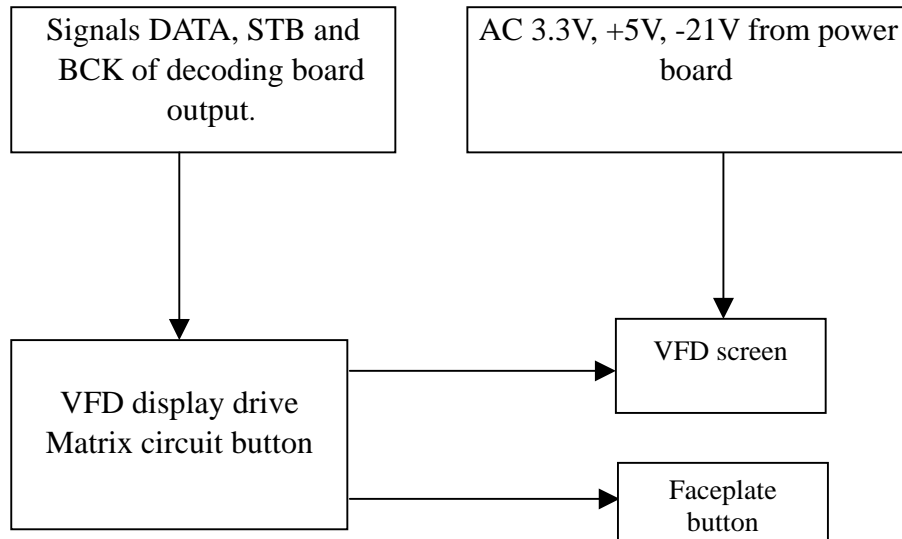 Signals DATA, STB and
BCK of decoding board
output.
AC 3.3V, +5V, -21V from power
board
VFD display drive
Matrix circuit button
VFD screen
Faceplate
button